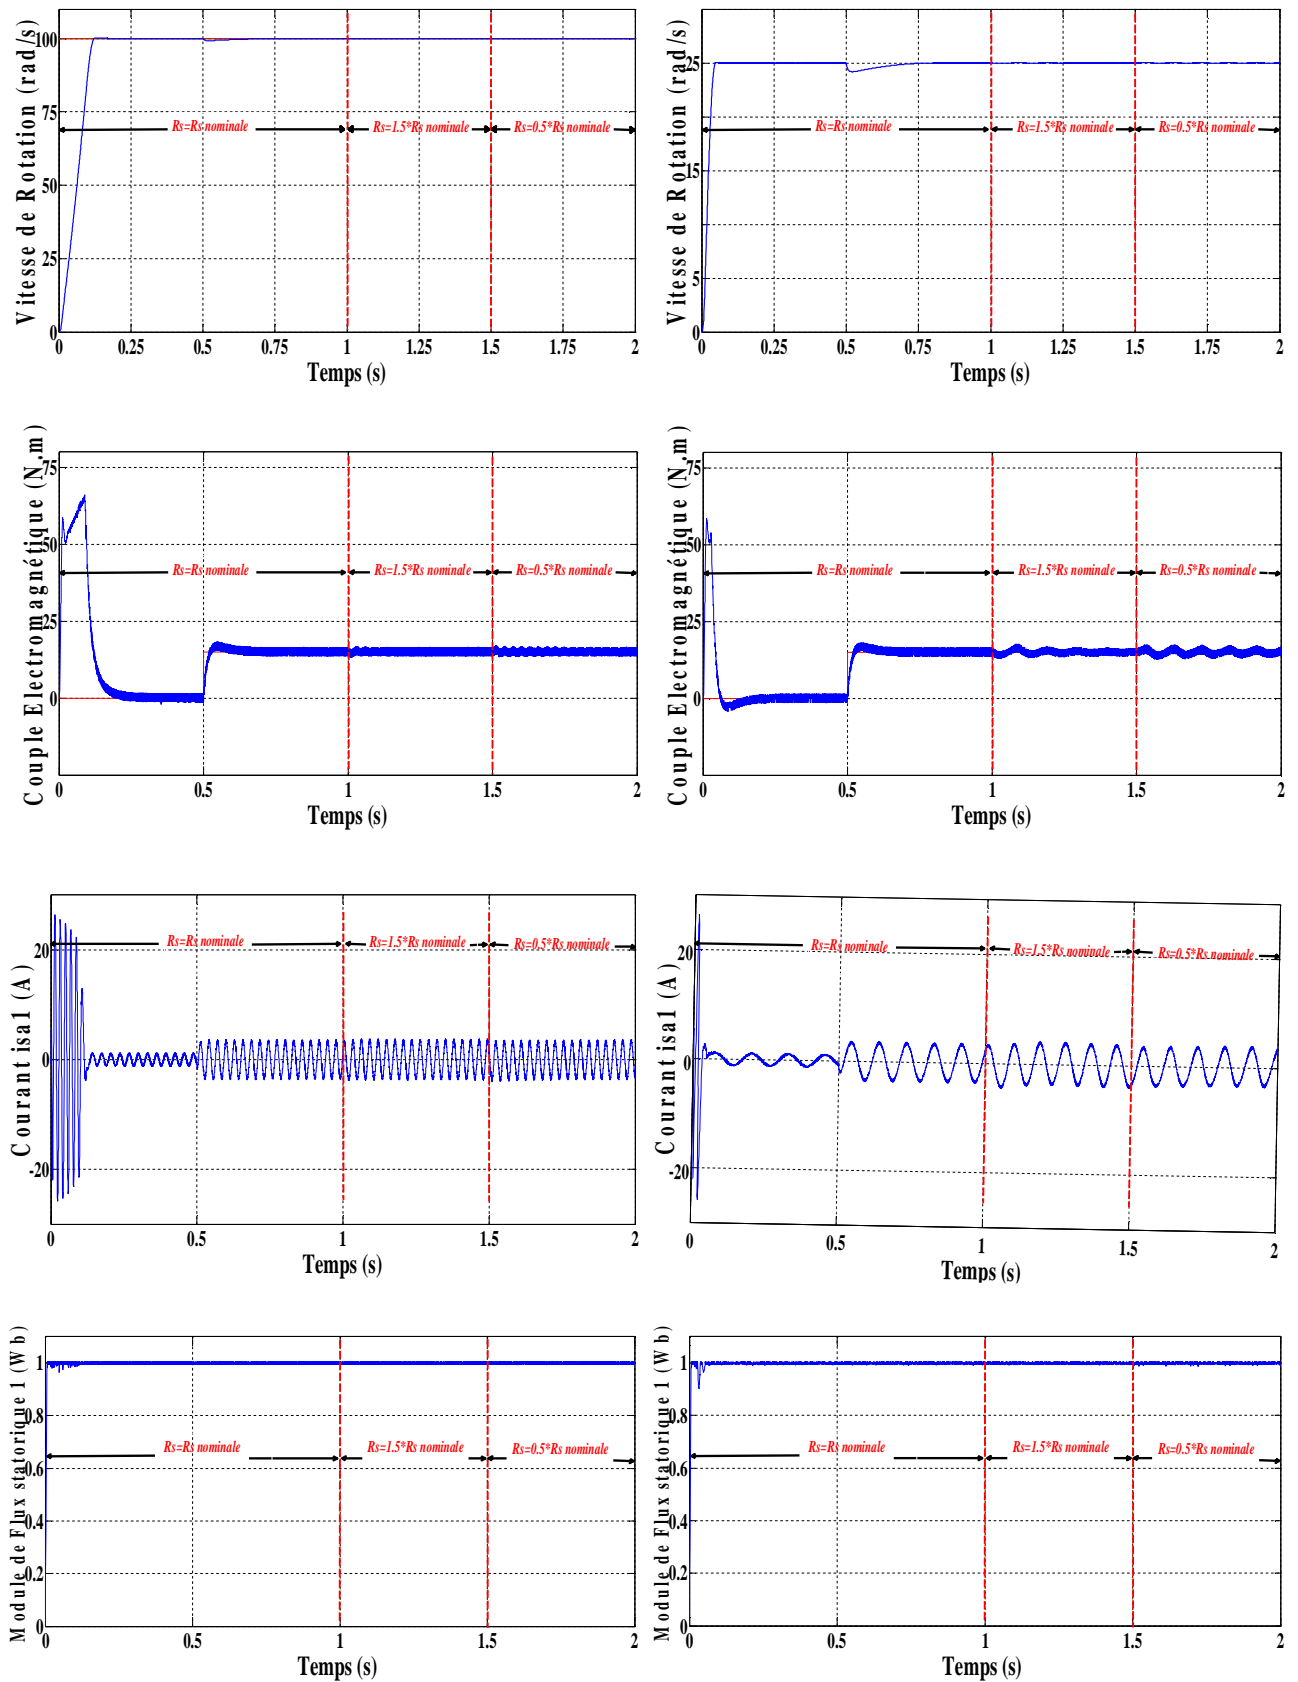 Vitesse de Rotation (rad/s)
100
75
50
25
0
Rs=Rs nominale
Rs=1.5*Rs nominale
Rs=0.5*Rs nominale
0 0.25 0.5 0.75 1 1.25 1.5 1.75 2
Temps (s)
Vitesse de Rotation (rad/s)
25
15
5
0
Rs=Rs nominale
Rs=1.5*Rs nominale
Rs=0.5*Rs nominale
0 0.25 0.5 0.75 1 1.25 1.5 1.75 2
Temps (s)
Couple Electromagnétique (N.m)
75
50
25
0
Rs=Rs nominale
Rs=1.5*Rs nominale
Rs=0.5*Rs nominale
0 0.5 1 1.5 2
Temps (s)
Couple Electromagnétique (N.m)
75
50
25
0
Rs=Rs nominale
Rs=1.5*Rs nominale
Rs=0.5*Rs nominale
0 0.5 1 1.5 2
Temps (s)
Courant isa1 (A)
20
0
-20
Rs=Rs nominale
Rs=1.5*Rs nominale
Rs=0.5*Rs nominale
0 0.5 1 1.5 2
Temps (s)
Courant isa1 (A)
20
0
-20
Rs=Rs nominale
Rs=1.5*Rs nominale
Rs=0.5*Rs nominale
0 0.5 1 1.5 2
Temps (s)
Module de Flux statorique 1 (Wb)
1
0.8
0.6
0.4
0.2
0
Rs=Rs nominale
Rs=1.5*Rs nominale
Rs=0.5*Rs nominale
0 0.5 1 1.5 2
Temps (s)
Module de Flux statorique 1 (Wb)
1
0.8
0.6
0.4
0.2
0
Rs=Rs nominale
Rs=1.5*Rs nominale
Rs=0.5*Rs nominale
0 0.5 1 1.5 2
Temps (s)